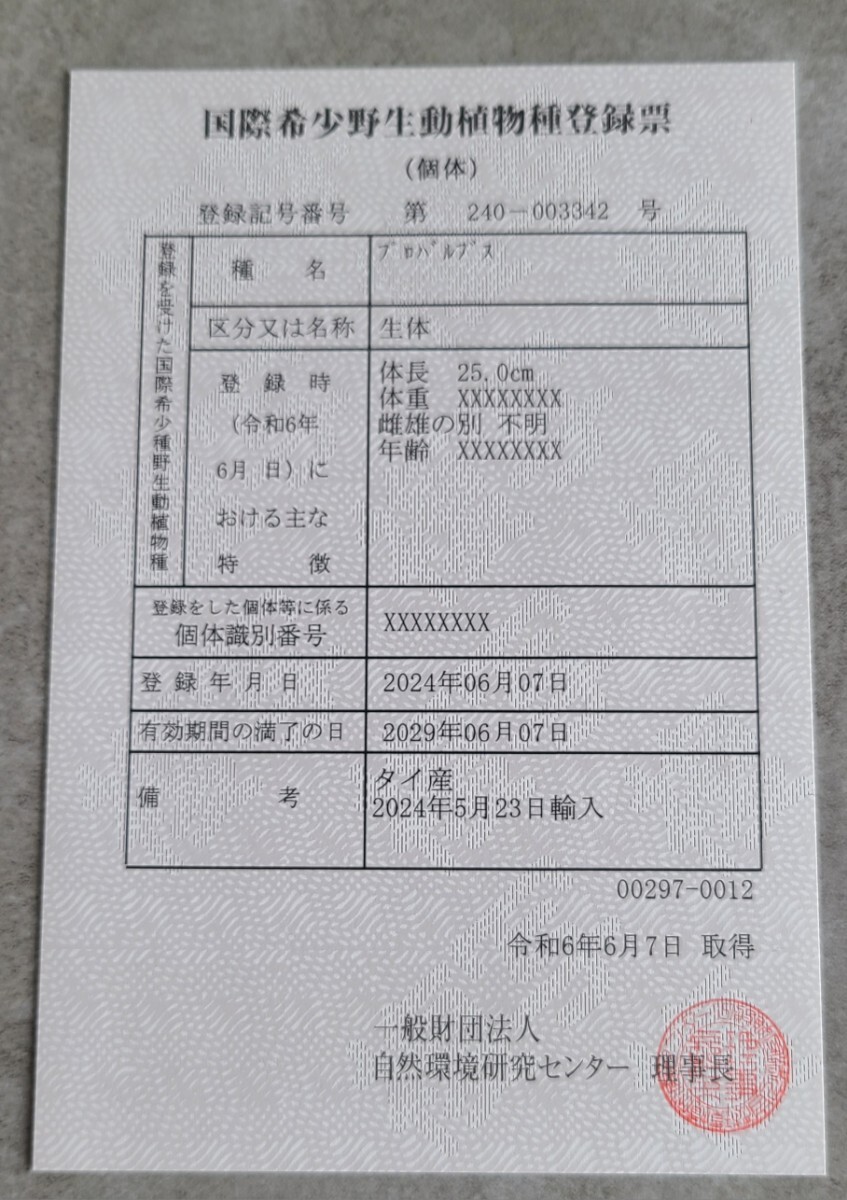 国際希少野生動植物種登録票
(個体)
登録記号番号 第 240-003342 号
登録を受けた国際希少種野生動植物種
種 名 プロバルブス
区分又は名称 生体
登 録 時
(令和6年
6月 日)に
おける主な
特 徴
体長 25.0cm
体重 XXXXXXXX
雌雄の別 不明
年齢 XXXXXXXX
登録をした個体等に係る
個体識別番号 XXXXXXXX
登録年月日 2024年06月07日
有効期間の満了の日 2029年06月07日
備 考
タイ産
2024年5月23日輸入
00297-0012
令和6年6月7日 取得
一般財団法人
自然環境研究センター 理事長